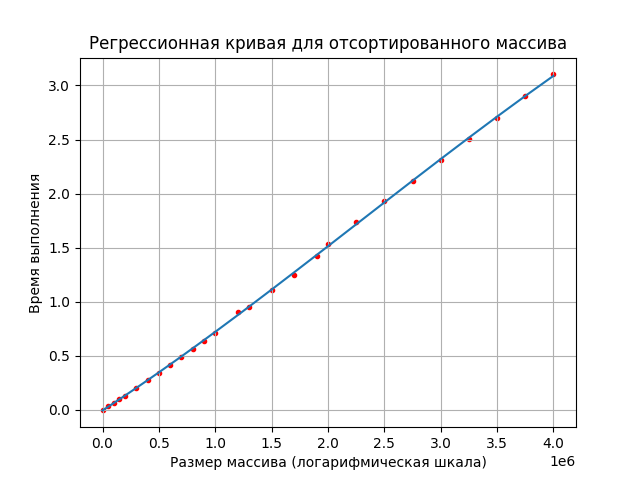 Регрессионная кривая для отсортированного массива
Время выполнения
3.0
2.5
2.0
1.5
1.0
0.5
0.0
0.0 0.5 1.0 1.5 2.0 2.5 3.0 3.5 4.0
1e6
Размер массива (логарифмическая шкала)